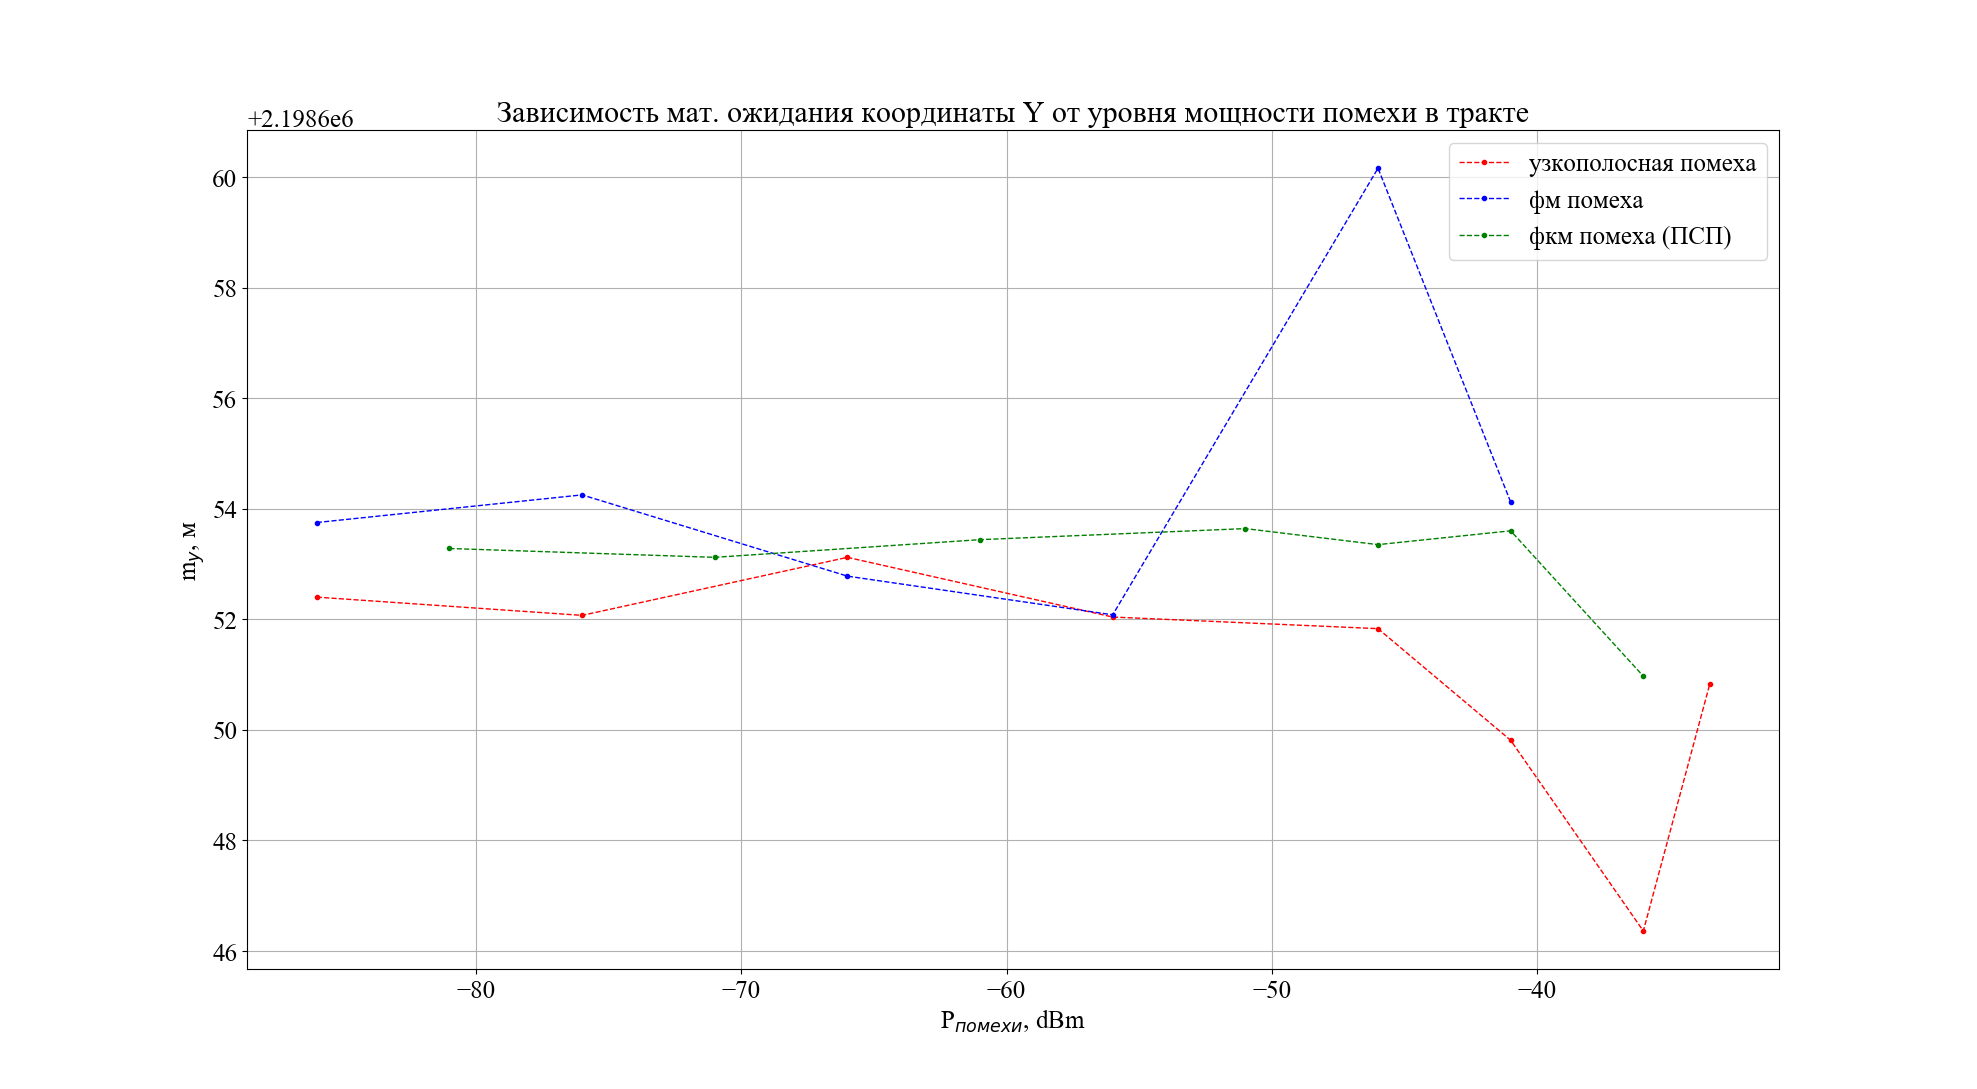 Зависимость мат. ожидания координаты Y от уровня мощности помехи в тракте
+2.1986e6
узкополосная помеха
фм помеха
фкм помеха (ПСП)
60
58
56
54
52
50
48
46
m_y, м
−80
−70
−60
−50
−40
P_помехи, dBm